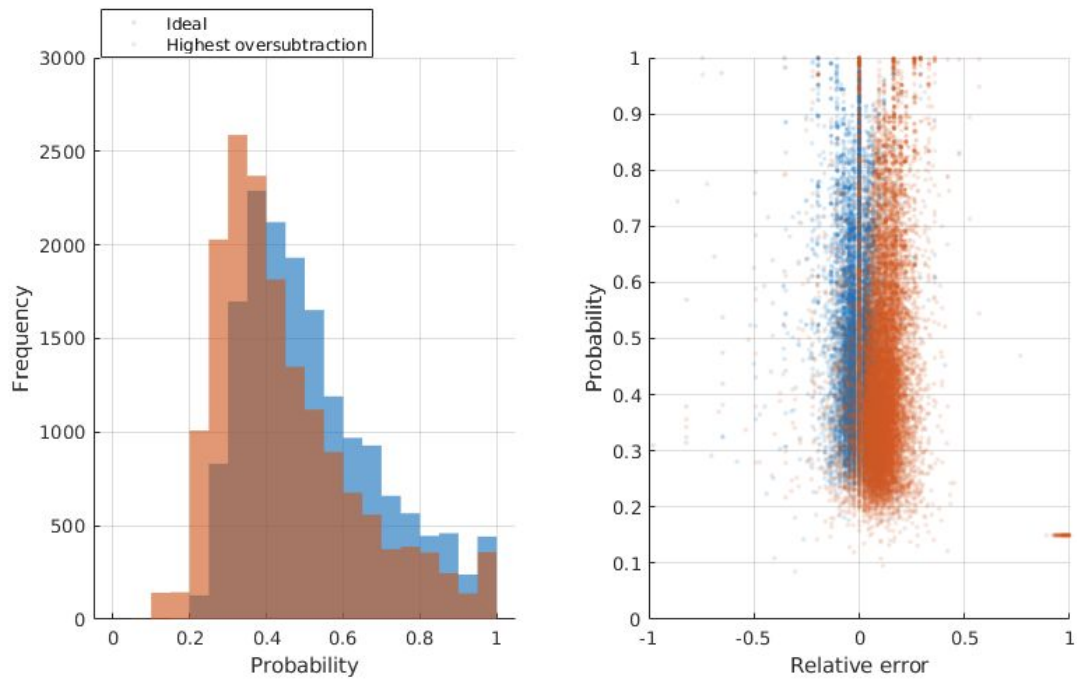 Ideal
Highest oversubtraction
3000
2500
2000
1500
1000
500
0
Frequency
0 0.2 0.4 0.6 0.8 1
Probability
1
0.9
0.8
0.7
0.6
0.5
0.4
0.3
0.2
0.1
0
Probability
-1 -0.5 0 0.5 1
Relative error